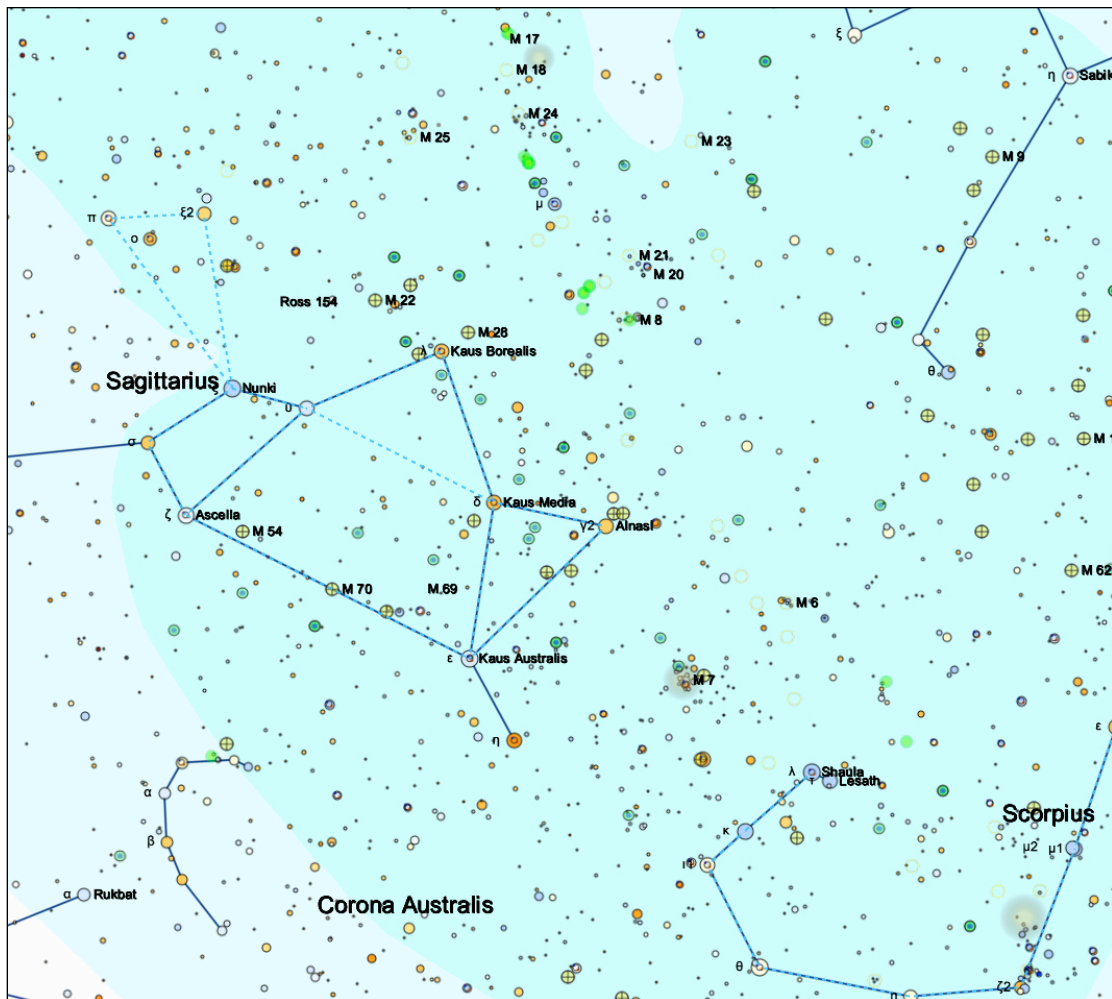 M 17
ξ
M 18
η Sabik
M 24
M 25
M 23
M 9
π
ξ2
μ
ο
M 21
M 20
Ross 154
M 22
M 8
M 28
λ Kaus Borealis
θ
Sagittarius
Nunki
υ
σ
M 1
δ Kaus Media
ζ Ascella
γ2 Alnasl
M 54
M 62
M 70
M 69
M 6
ε Kaus Australis
M 7
ε
η
λ Shaula
Lesath
α
Scorpius
κ
β
μ2
μ1
ι
α Rukbat
Corona Australis
θ
ζ2
η